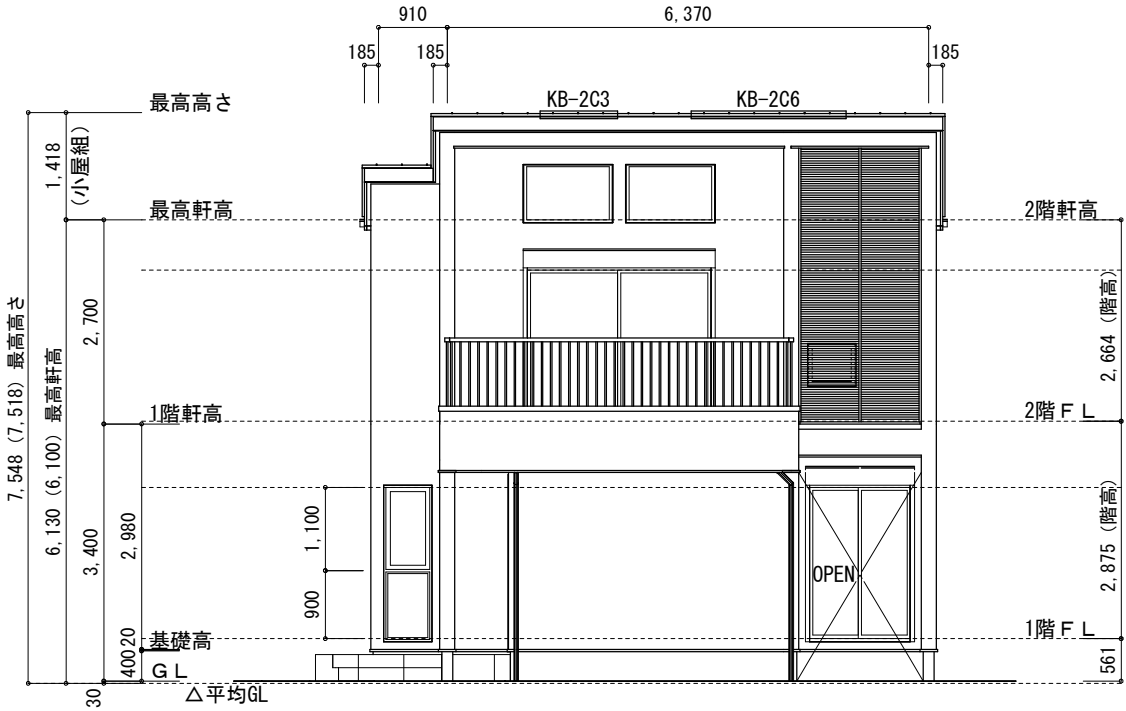 910
6,370
185
185
185
最高高さ
KB-2C3
KB-2C6
1,418
(小屋組)
最高軒高
2階軒高
2,700
2,664 (階高)
7,548 (7,518) 最高高さ
6,130 (6,100) 最高軒高
1階軒高
2階ＦＬ
3,400
2,980
1,100
900
OPEN
2,875 (階高)
基礎高
1階ＦＬ
20
400
ＧＬ
561
30
△平均GL